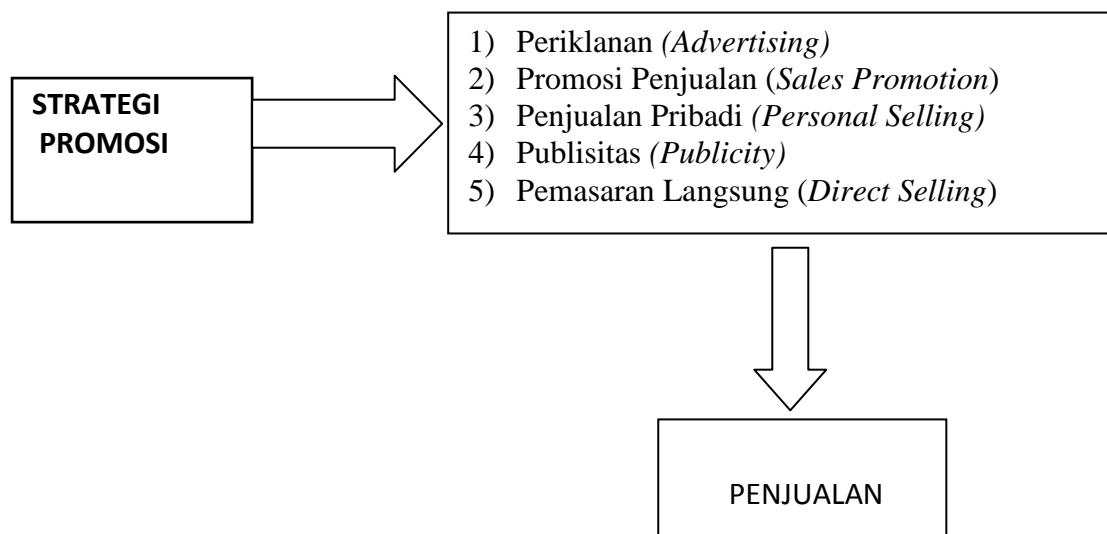 STRATEGI
PROMOSI
1) Periklanan (Advertising)
2) Promosi Penjualan (Sales Promotion)
3) Penjualan Pribadi (Personal Selling)
4) Publisitas (Publicity)
5) Pemasaran Langsung (Direct Selling)
PENJUALAN